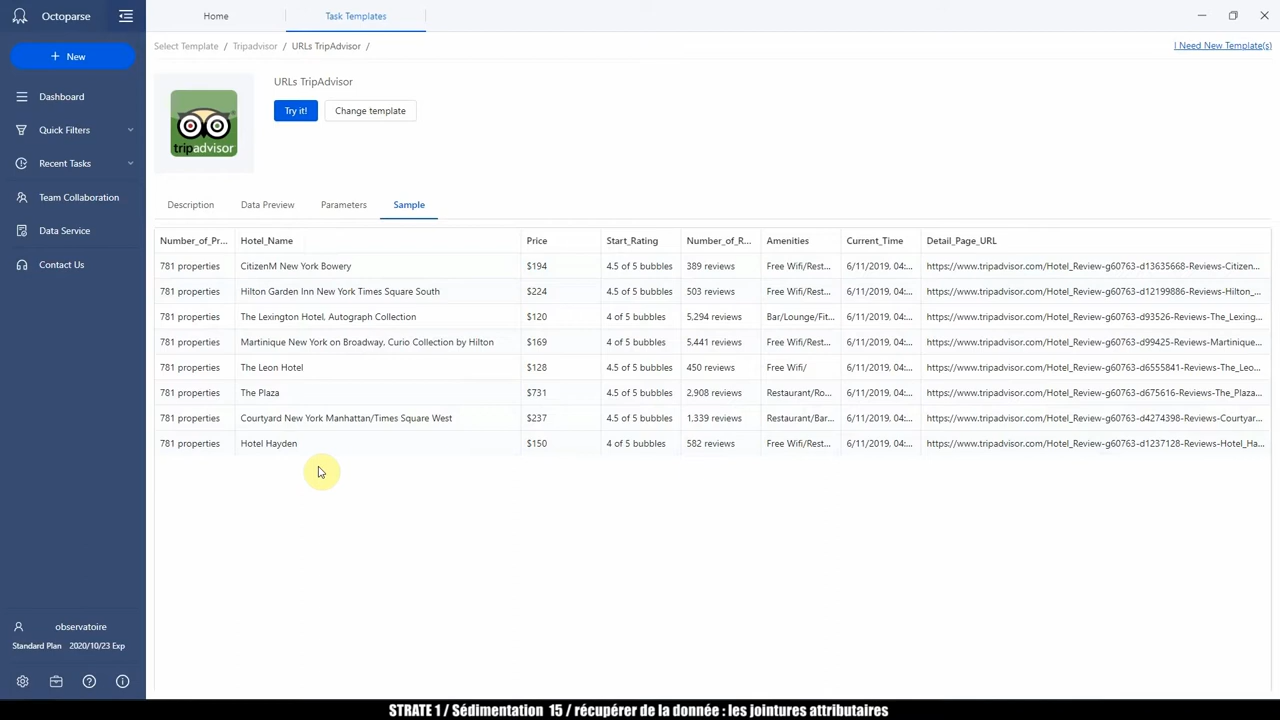 Octoparse
Home
Task Templates
New
Dashboard
Quick Filters
Recent Tasks
Team Collaboration
Data Service
Contact Us
observatoire
Standard Plan 2020/10/23 Exp
Select Template / Tripadvisor / URLs TripAdvisor /
I Need New Template(s)
tripadvisor
URLs TripAdvisor
Try it! Change template
Description Data Preview Parameters Sample
Number_of_Pr... Hotel_Name Price Start_Rating Number_of_R... Amenities Current_Time Detail_Page_URL
781 properties CitizenM New York Bowery $194 4.5 of 5 bubbles 389 reviews Free Wifi/Rest... 6/11/2019, 04:... https://www.tripadvisor.com/Hotel_Review-g60763-d13635668-Reviews-Citizen...
781 properties Hilton Garden Inn New York Times Square South $224 4.5 of 5 bubbles 503 reviews Free Wifi/Rest... 6/11/2019, 04:... https://www.tripadvisor.com/Hotel_Review-g60763-d12199886-Reviews-Hilton_...
781 properties The Lexington Hotel, Autograph Collection $120 4 of 5 bubbles 5,294 reviews Bar/Lounge/Fit... 6/11/2019, 04:... https://www.tripadvisor.com/Hotel_Review-g60763-d93526-Reviews-The_Lexing...
781 properties Martinique New York on Broadway, Curio Collection by Hilton $169 4 of 5 bubbles 5,441 reviews Free Wifi/Rest... 6/11/2019, 04:... https://www.tripadvisor.com/Hotel_Review-g60763-d99425-Reviews-Martinique...
781 properties The Leon Hotel $128 4.5 of 5 bubbles 450 reviews Free Wifi/ 6/11/2019, 04:... https://www.tripadvisor.com/Hotel_Review-g60763-d6555841-Reviews-The_Leo...
781 properties The Plaza $731 4.5 of 5 bubbles 2,908 reviews Restaurant/Ro... 6/11/2019, 04:... https://www.tripadvisor.com/Hotel_Review-g60763-d675616-Reviews-The_Plaza...
781 properties Courtyard New York Manhattan/Times Square West $237 4.5 of 5 bubbles 1,339 reviews Restaurant/Bar... 6/11/2019, 04:... https://www.tripadvisor.com/Hotel_Review-g60763-d4274398-Reviews-Courtyar...
781 properties Hotel Hayden $150 4 of 5 bubbles 582 reviews Free Wifi/Rest... 6/11/2019, 04:... https://www.tripadvisor.com/Hotel_Review-g60763-d1237128-Reviews-Hotel_Ha...
STRATE 1 / Sédimentation 15 / récupérer de la donnée : les jointures attributaires